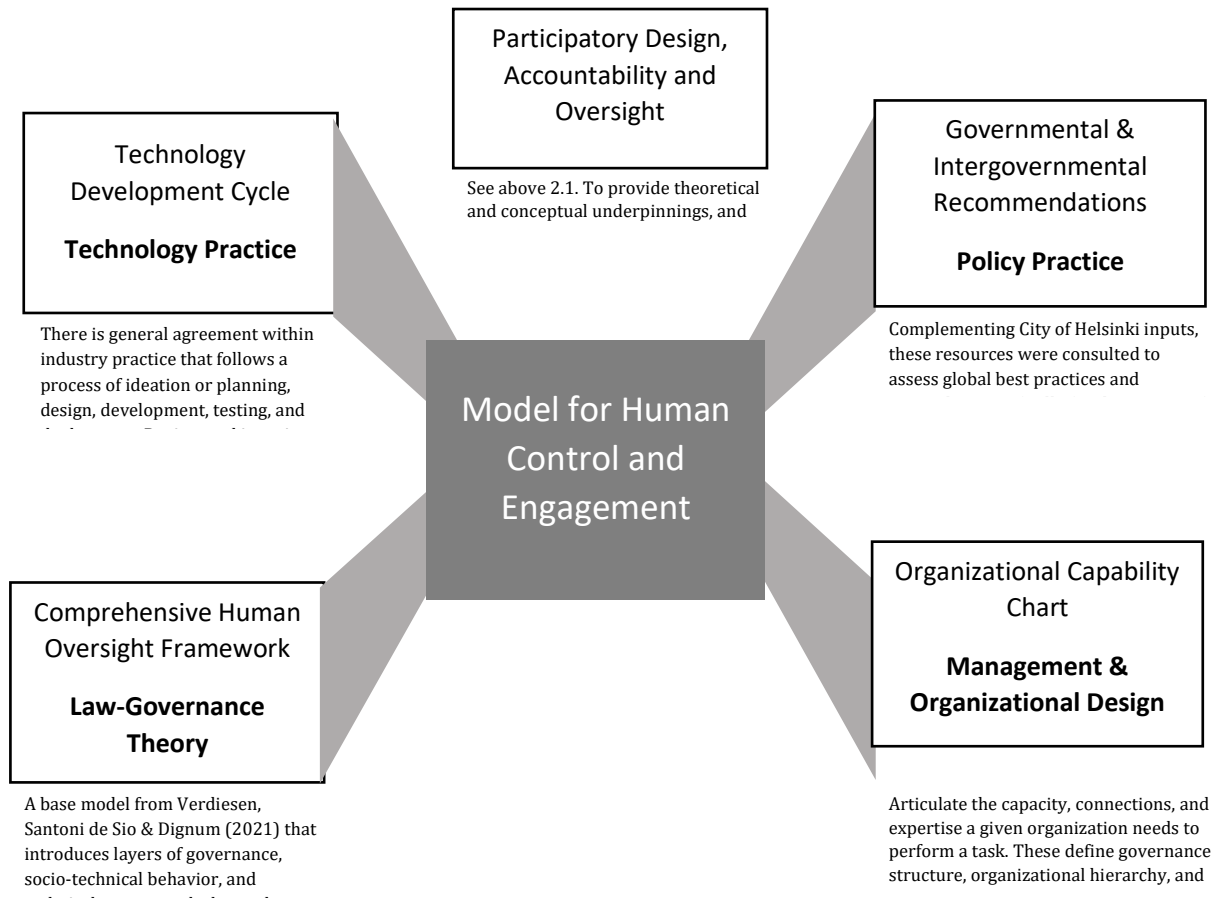 Participatory Design,
Accountability and
Oversight
See above 2.1. To provide theoretical
and conceptual underpinnings, and
Technology
Development Cycle
Technology Practice
There is general agreement within
industry practice that follows a
process of ideation or planning,
design, development, testing, and
Governmental &
Intergovernmental
Recommendations
Policy Practice
Complementing City of Helsinki inputs,
these resources were consulted to
assess global best practices and
Model for Human
Control and
Engagement
Comprehensive Human
Oversight Framework
Law-Governance
Theory
A base model from Verdiesen,
Santoni de Sio & Dignum (2021) that
introduces layers of governance,
socio-technical behavior, and
Organizational Capability
Chart
Management &
Organizational Design
Articulate the capacity, connections, and
expertise a given organization needs to
perform a task. These define governance
structure, organizational hierarchy, and